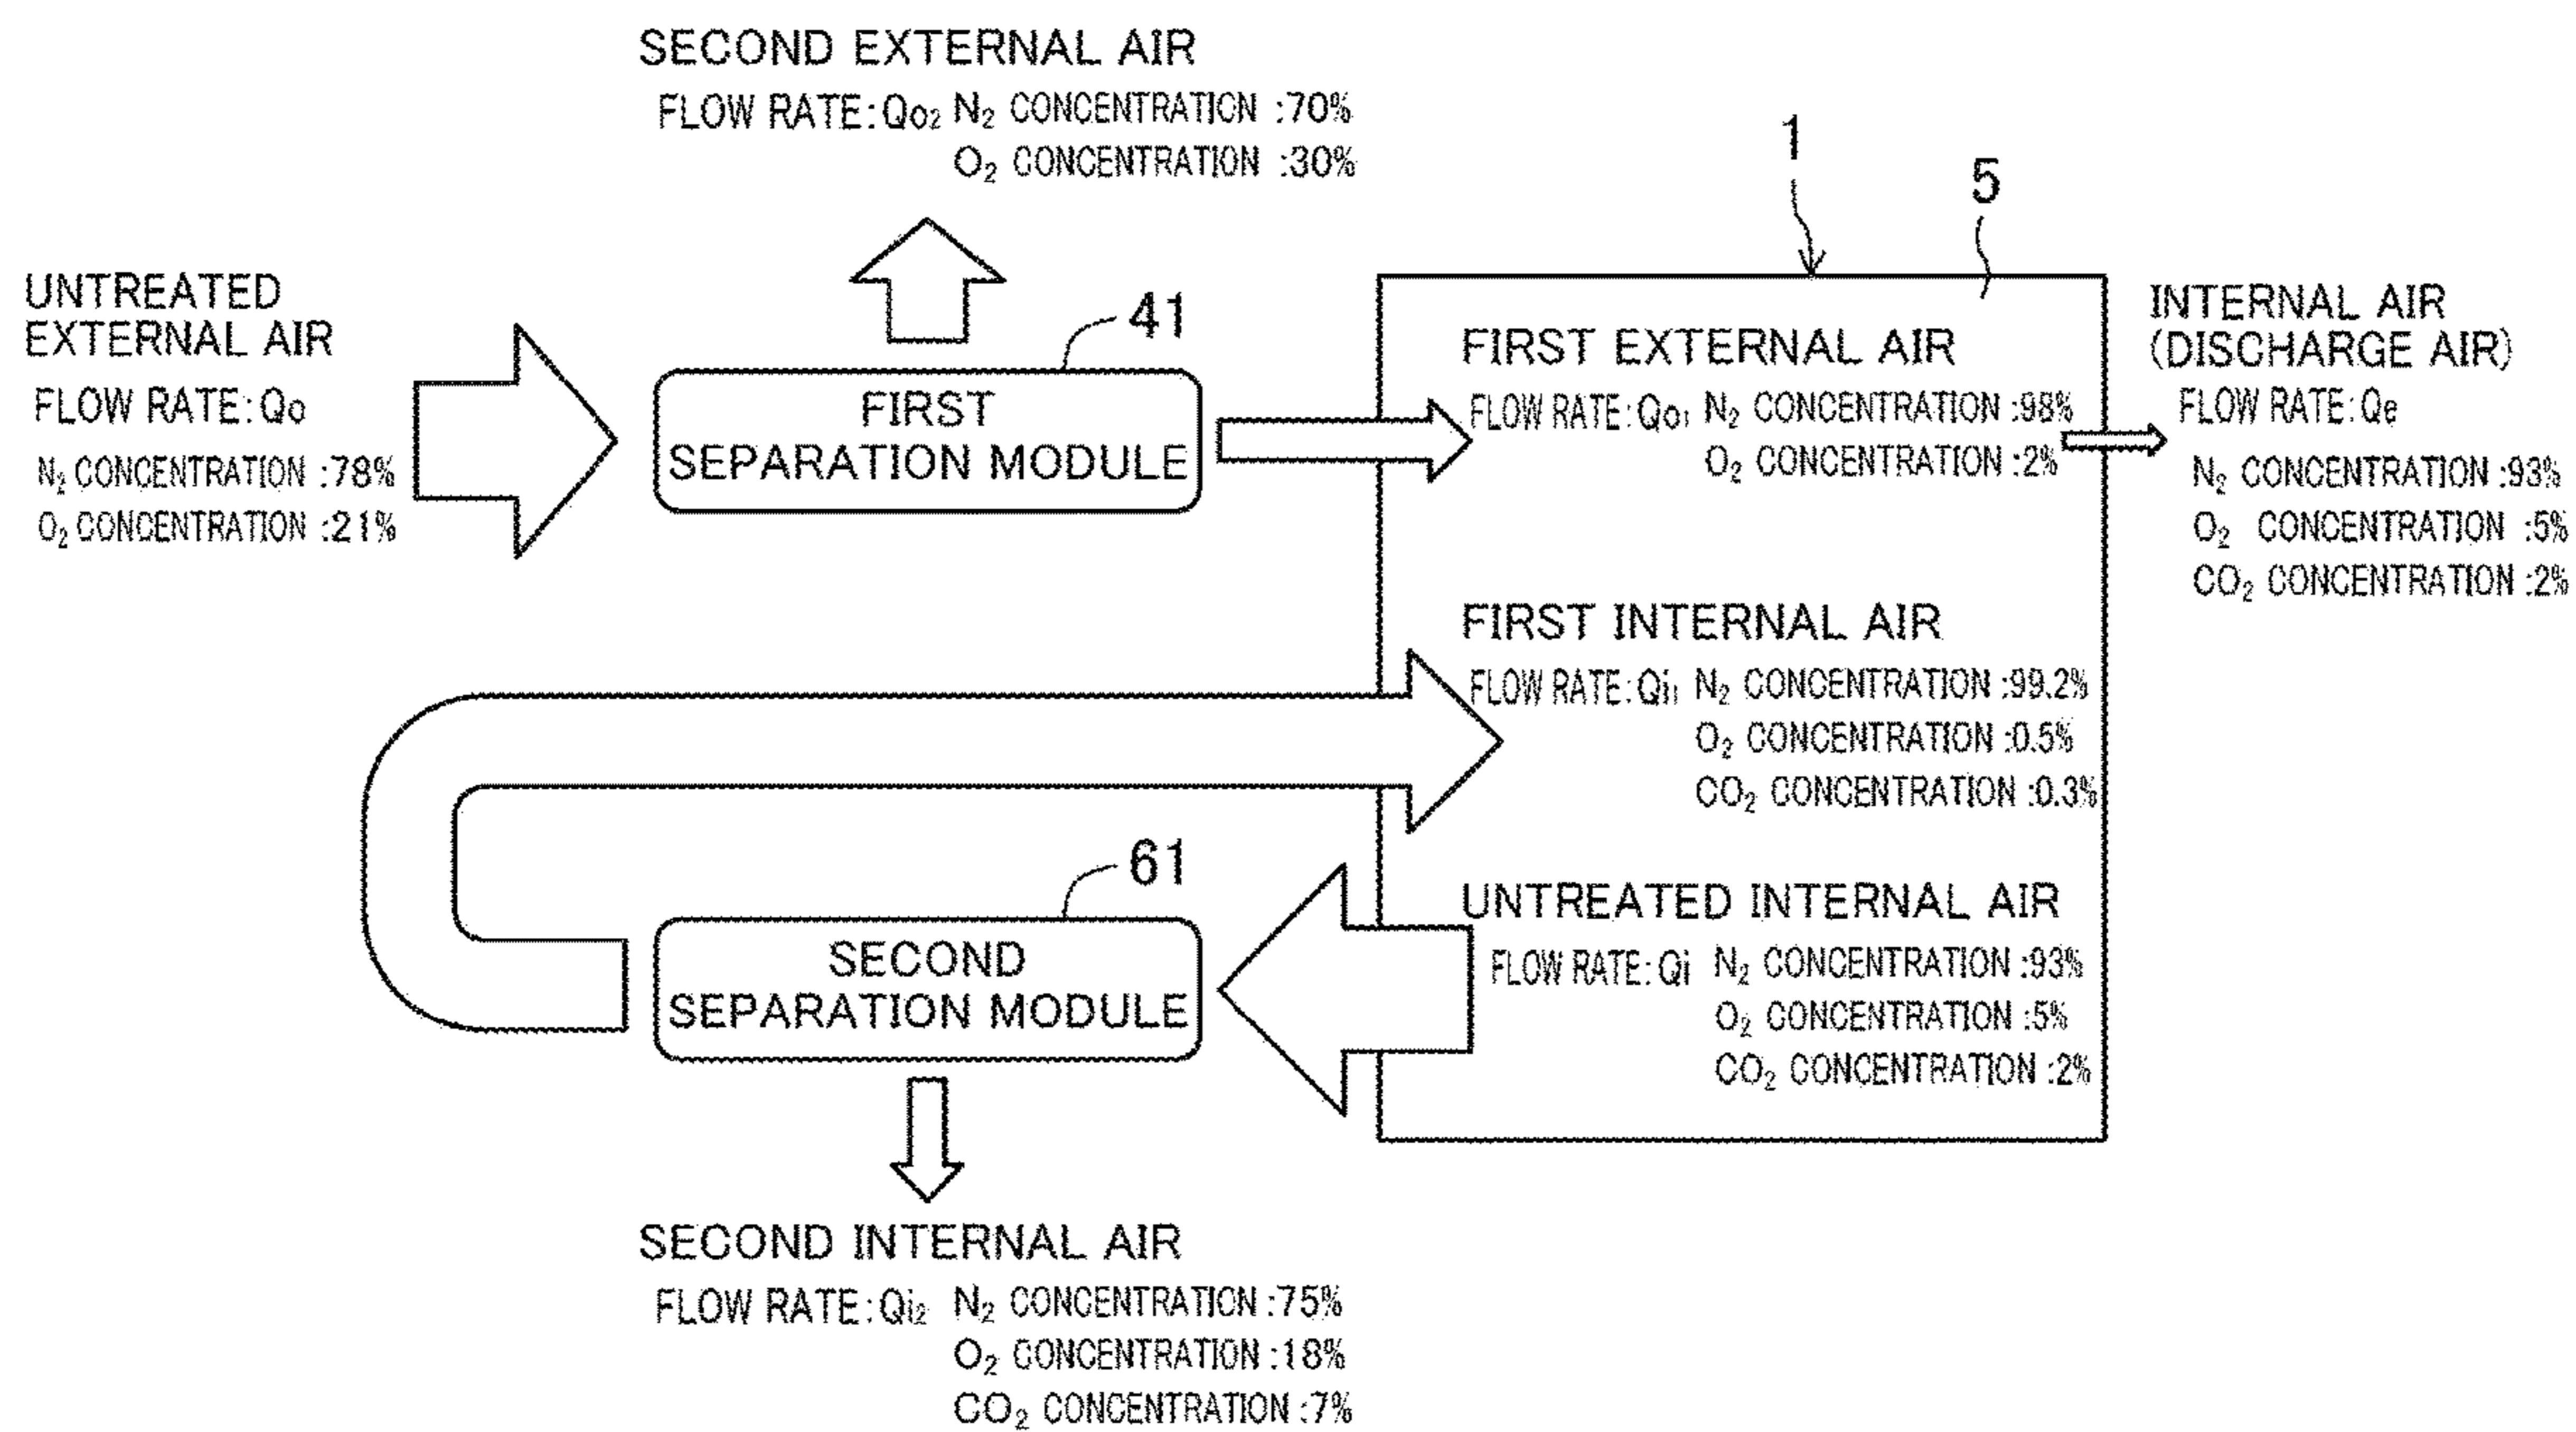 SECOND EXTERNAL AIR
FLOW RATE:Qo₂ N₂ CONCENTRATION :70%
O₂ CONCENTRATION :30%
1
5
UNTREATED
EXTERNAL AIR
FLOW RATE:Qo
N₂ CONCENTRATION :78%
O₂ CONCENTRATION :21%
41
FIRST
SEPARATION MODULE
FIRST EXTERNAL AIR
FLOW RATE:Qo₁ N₂ CONCENTRATION :98%
O₂ CONCENTRATION :2%
INTERNAL AIR
(DISCHARGE AIR)
FLOW RATE:Qe
N₂ CONCENTRATION :93%
O₂ CONCENTRATION :5%
CO₂ CONCENTRATION :2%
FIRST INTERNAL AIR
FLOW RATE:Qi₁ N₂ CONCENTRATION :99.2%
O₂ CONCENTRATION :0.5%
CO₂ CONCENTRATION :0.3%
61
SECOND
SEPARATION MODULE
UNTREATED INTERNAL AIR
FLOW RATE:Qi N₂ CONCENTRATION :93%
O₂ CONCENTRATION :5%
CO₂ CONCENTRATION :2%
SECOND INTERNAL AIR
FLOW RATE:Qi₂ N₂ CONCENTRATION :75%
O₂ CONCENTRATION :18%
CO₂ CONCENTRATION :7%